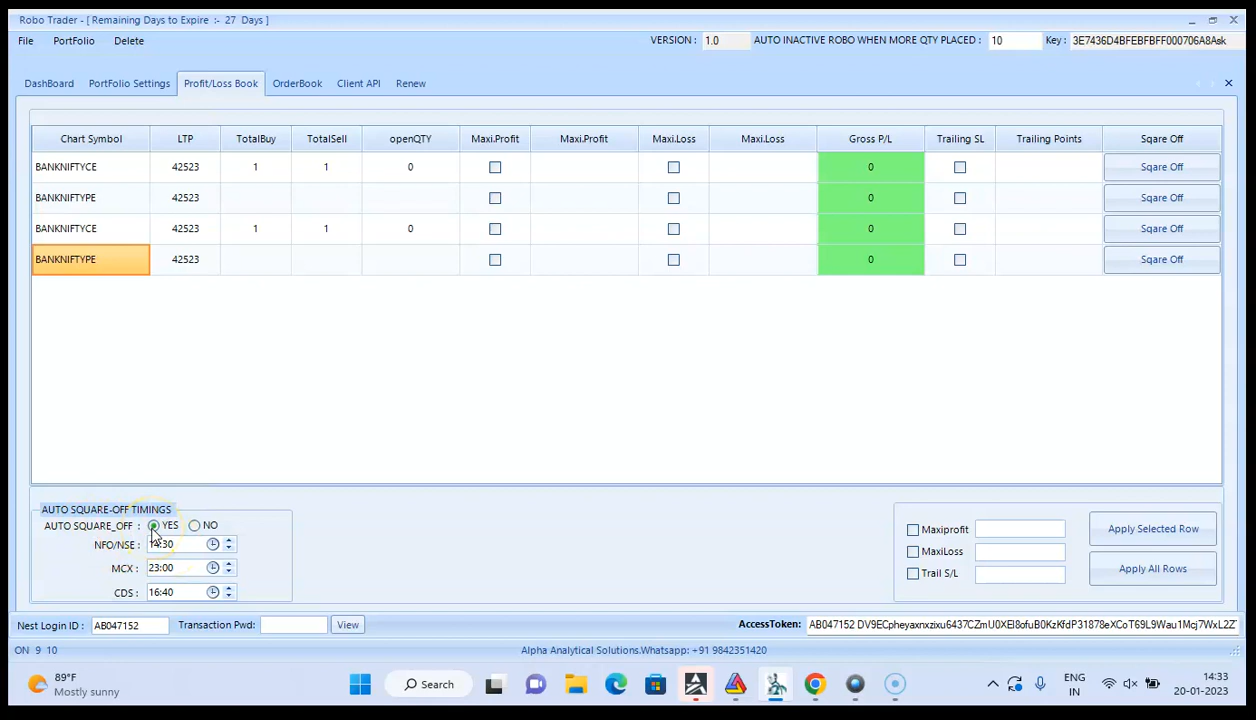 Robo Trader - [ Remaining Days to Expire :- 27 Days ]
File PortFolio Delete VERSION : 1.0 AUTO INACTIVE ROBO WHEN MORE QTY PLACED : 10 Key : 3E7436D4BFEBFBFF000706A8Ask
DashBoard PortFolio Settings Profit/Loss Book OrderBook Client API Renew
Chart Symbol LTP TotalBuy TotalSell openQTY Maxi.Profit Maxi.Profit Maxi.Loss Maxi.Loss Gross P/L Trailing SL Trailing Points Sqare Off
BANKNIFTYCE 42523 1 1 0 0 Sqare Off
BANKNIFTYPE 42523 0 Sqare Off
BANKNIFTYCE 42523 1 1 0 0 Sqare Off
BANKNIFTYPE 42523 0 Sqare Off
AUTO SQUARE-OFF TIMINGS
AUTO SQUARE_OFF : YES NO
NFO/NSE : 14:30
MCX : 23:00
CDS : 16:40
Maxiprofit
MaxiLoss
Trail S/L
Apply Selected Row
Apply All Rows
Nest Login ID : AB047152 Transaction Pwd: View AccessToken: AB047152
ON 9 10 Alpha Analytical Solutions.Whatsapp: +91 9842351420
89°F
Mostly sunny
Search
ENG
IN
14:33
20-01-2023